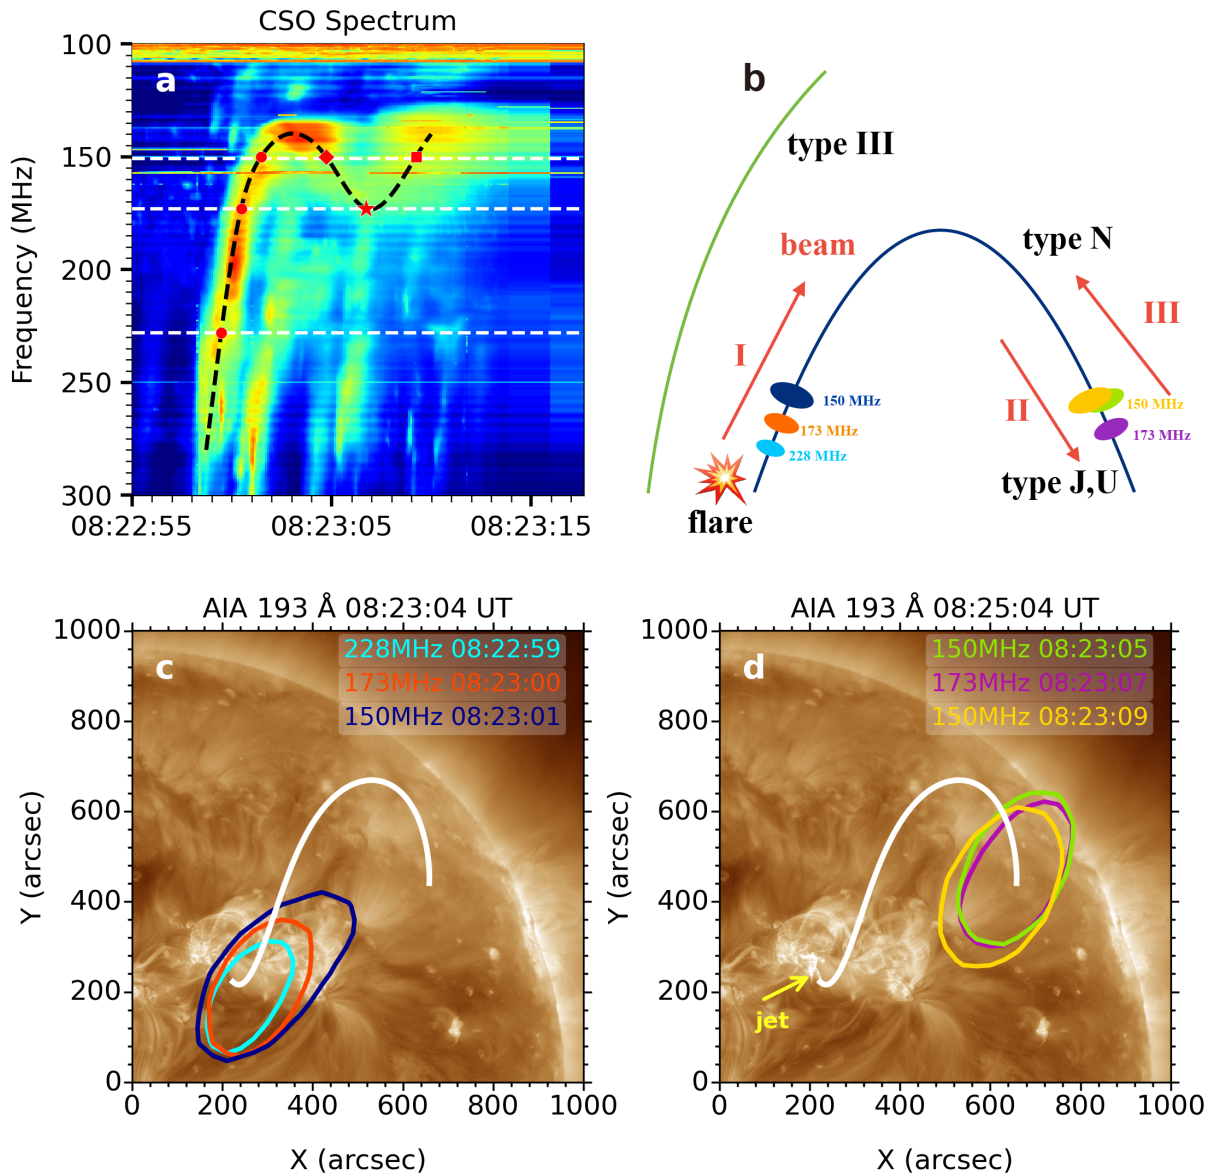 CSO Spectrum
a
Frequency (MHz)
100
150
200
250
300
08:22:55
08:23:05
08:23:15
b
type III
beam
type N
I
II
III
150 MHz
173 MHz
228 MHz
150 MHz
173 MHz
flare
type J,U
AIA 193 Å 08:23:04 UT
c
228MHz 08:22:59
173MHz 08:23:00
150MHz 08:23:01
Y (arcsec)
1000
800
600
400
200
0
0
200
400
600
800
1000
X (arcsec)
AIA 193 Å 08:25:04 UT
d
150MHz 08:23:05
173MHz 08:23:07
150MHz 08:23:09
jet
Y (arcsec)
1000
800
600
400
200
0
0
200
400
600
800
1000
X (arcsec)